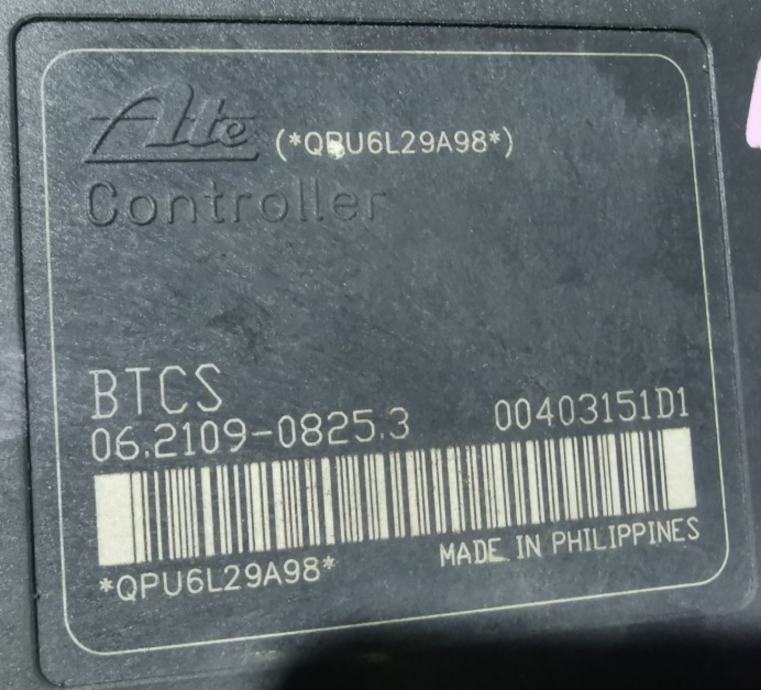 Ate (*QPU6L29A98*)
Controller
BTCS
06.2109-0825.3 00403151D1
*QPU6L29A98*
MADE IN PHILIPPINES